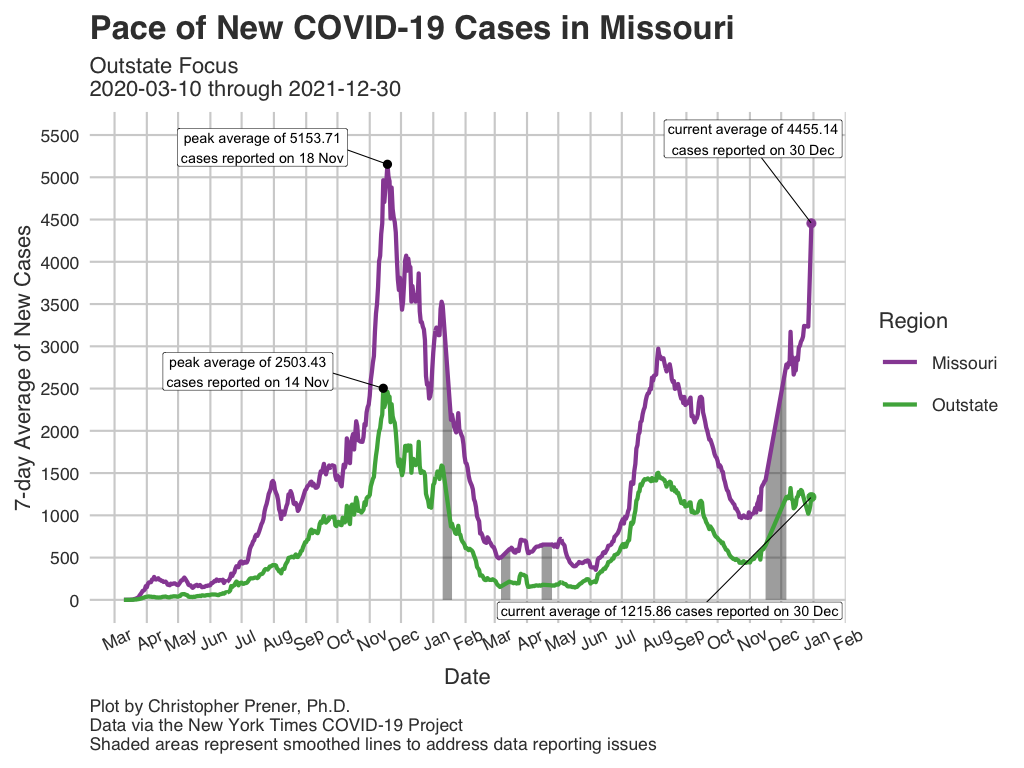 Pace of New COVID-19 Cases in Missouri
Outstate Focus
2020-03-10 through 2021-12-30
7-day Average of New Cases
5500
5000
4500
4000
3500
3000
2500
2000
1500
1000
500
0
peak average of 5153.71
cases reported on 18 Nov
current average of 4455.14
cases reported on 30 Dec
peak average of 2503.43
cases reported on 14 Nov
current average of 1215.86 cases reported on 30 Dec
Region
Missouri
Outstate
Mar Apr May Jun Jul Aug Sep Oct Nov Dec Jan Feb Mar Apr May Jun Jul Aug Sep Oct Nov Dec Jan Feb
Date
Plot by Christopher Prener, Ph.D.
Data via the New York Times COVID-19 Project
Shaded areas represent smoothed lines to address data reporting issues